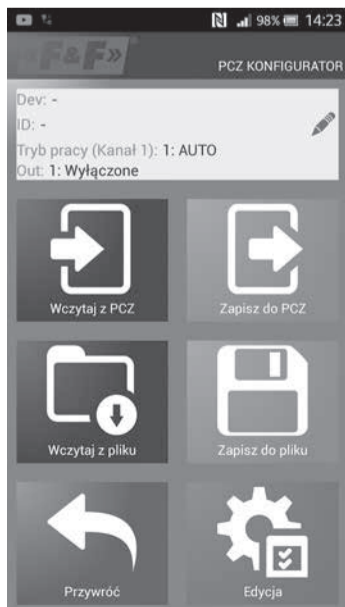 98% 14:23
F&F»
PCZ KONFIGURATOR
Dev: -
ID: -
Tryb pracy (Kanał 1): 1: AUTO
Out: 1: Wyłączone
Wczytaj z PCZ
Zapisz do PCZ
Wczytaj z pliku
Zapisz do pliku
Przywróć
Edycja